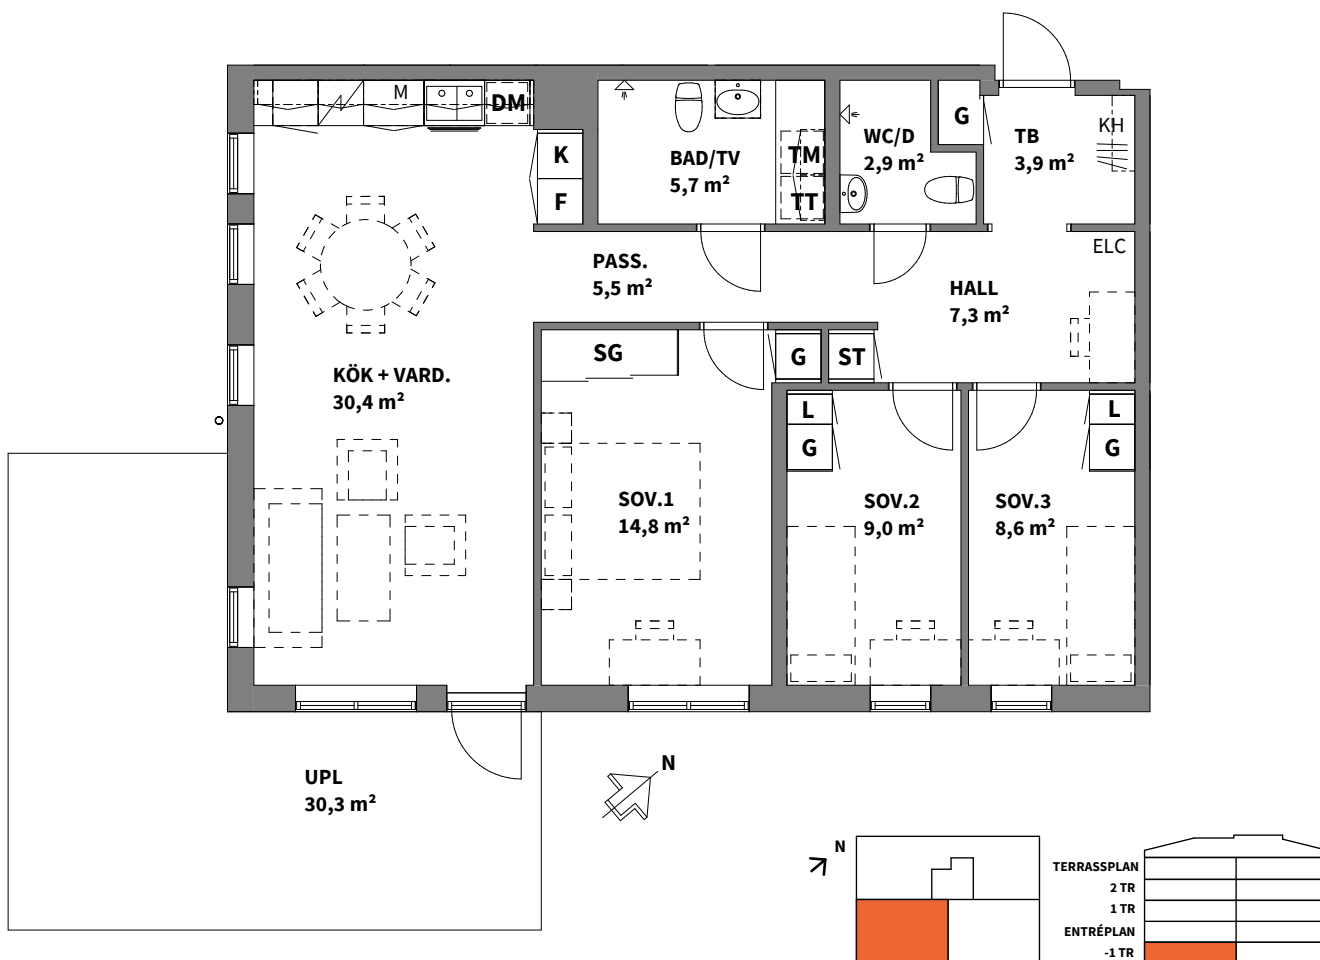 M
DM
K
F
BAD/TV
5,7 m²
TM
TT
WC/D
2,9 m²
G
TB
3,9 m²
KH
ELC
PASS.
5,5 m²
HALL
7,3 m²
KÖK + VARD.
30,4 m²
SG
G
ST
L
G
L
G
SOV.1
14,8 m²
SOV.2
9,0 m²
SOV.3
8,6 m²
UPL
30,3 m²
N
N
TERRASSPLAN
2 TR
1 TR
ENTRÉPLAN
-1 TR